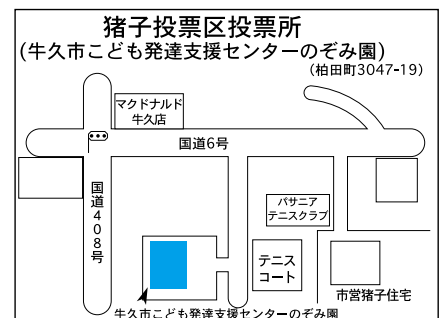 猪子投票区投票所
(牛久市こども発達支援センターのぞみ園)
(柏田町3047-19)
マクドナルド
牛久店
国道6号
国道408号
パサニア
テニスクラブ
テニス
コート
市営猪子住宅
牛久市こども発達支援センターのぞみ園